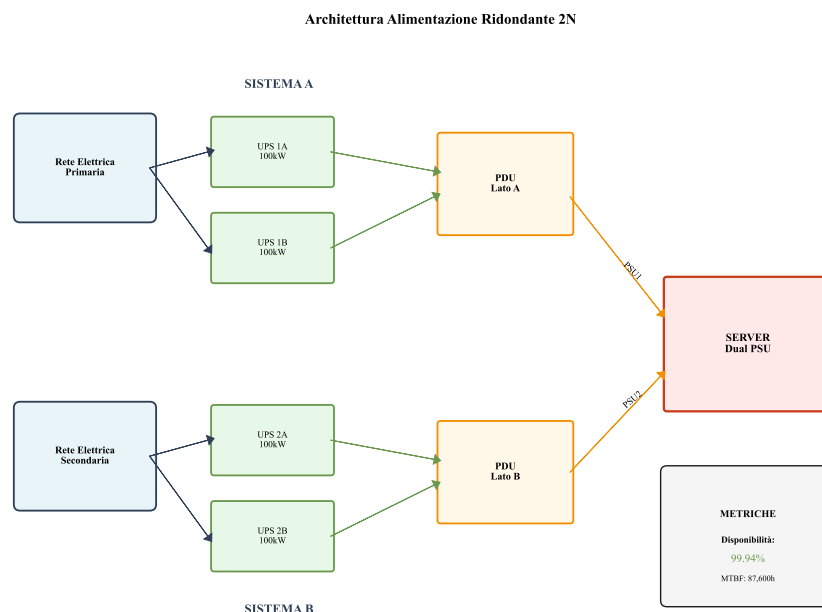 Architettura Alimentazione Ridondante 2N
SISTEMA A
Rete Elettrica
Primaria
UPS 1A
100kW
UPS 1B
100kW
PDU
Lato A
PSU1
SERVER
Dual PSU
PSU2
Rete Elettrica
Secondaria
UPS 2A
100kW
UPS 2B
100kW
PDU
Lato B
METRICHE
Disponibilità:
99.94%
MTBF: 87,600h
SISTEMA B